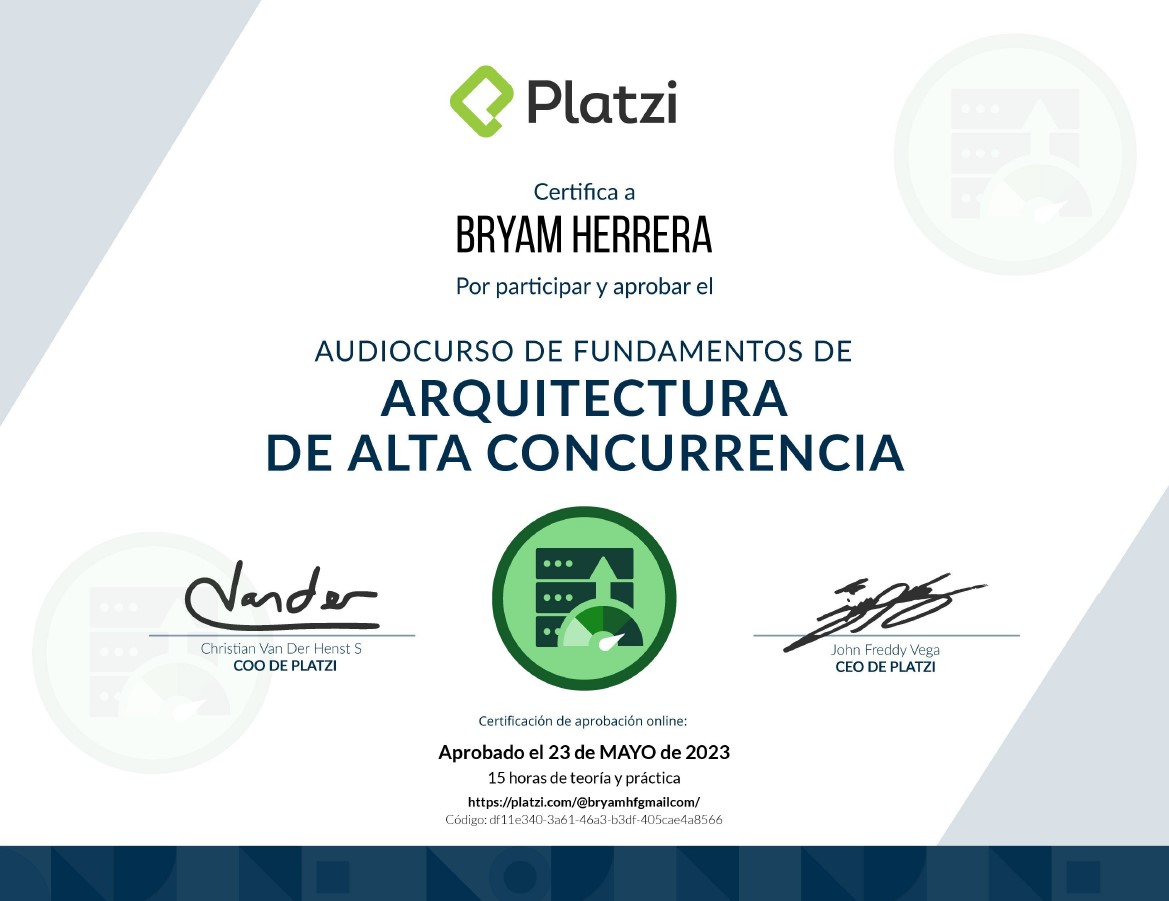 Platzi
Certifica a
BRYAM HERRERA
Por participar y aprobar el
AUDIOCURSO DE FUNDAMENTOS DE
ARQUITECTURA
DE ALTA CONCURRENCIA
Vander
Christian Van Der Henst S
COO DE PLATZI
John Freddy Vega
CEO DE PLATZI
Certificación de aprobación online:
Aprobado el 23 de MAYO de 2023
15 horas de teoría y práctica
https://platzi.com/@bryamhfgmailcom/
Código: df11e340-3a61-46a3-b3df-405cae4a8566